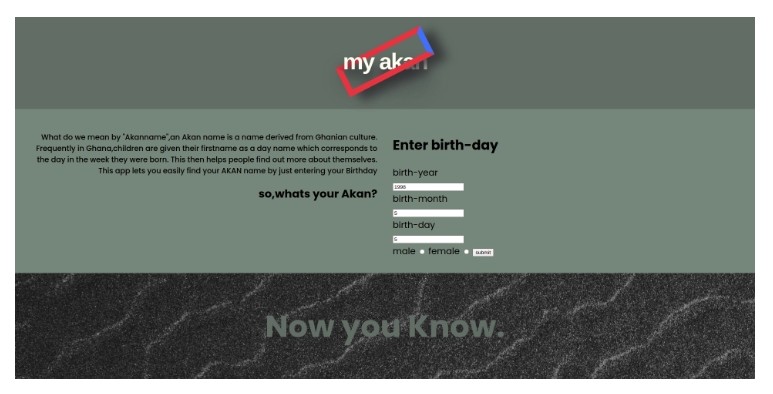 my akan
What do we mean by "Akanname",an Akan name is a name derived from Ghanian culture.
Frequently in Ghana,children are given their firstname as a day name which corresponds to
the day in the week they were born. This then helps people find out more about themselves.
This app lets you easily find your AKAN name by just entering your Birthday
so,whats your Akan?
Enter birth-day
birth-year
1998
birth-month
5
birth-day
5
male female submit
Now you Know.